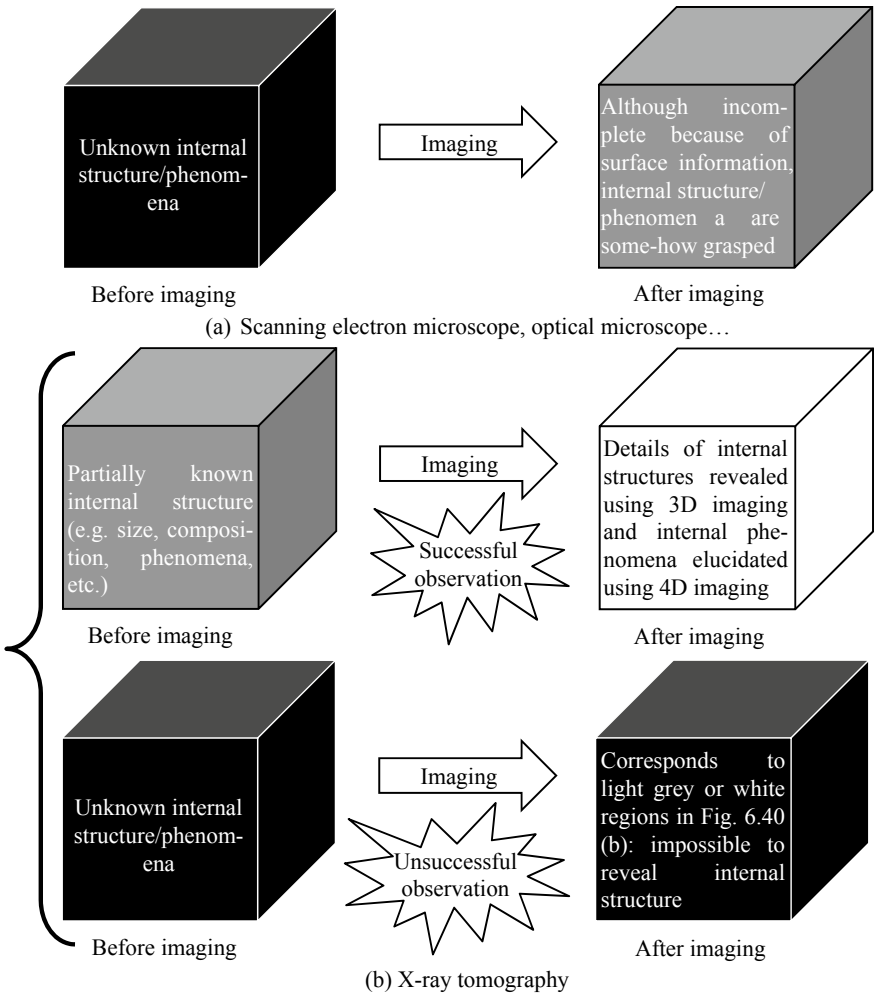 Unknown internal
structure/phenom-
ena
Imaging
Although incom-
plete because of
surface information,
internal structure/
phenomen a are
some-how grasped
Before imaging
After imaging
(a) Scanning electron microscope, optical microscope…
Partially known
internal structure
(e.g. size, composi-
tion, phenomena,
etc.)
Imaging
Successful
observation
Details of internal
structures revealed
using 3D imaging
and internal phe-
nomena elucidated
using 4D imaging
Before imaging
After imaging
Unknown internal
structure/phenom-
ena
Imaging
Unsuccessful
observation
Corresponds to
light grey or white
regions in Fig. 6.40
(b): impossible to
reveal internal
structure
Before imaging
After imaging
(b) X-ray tomography